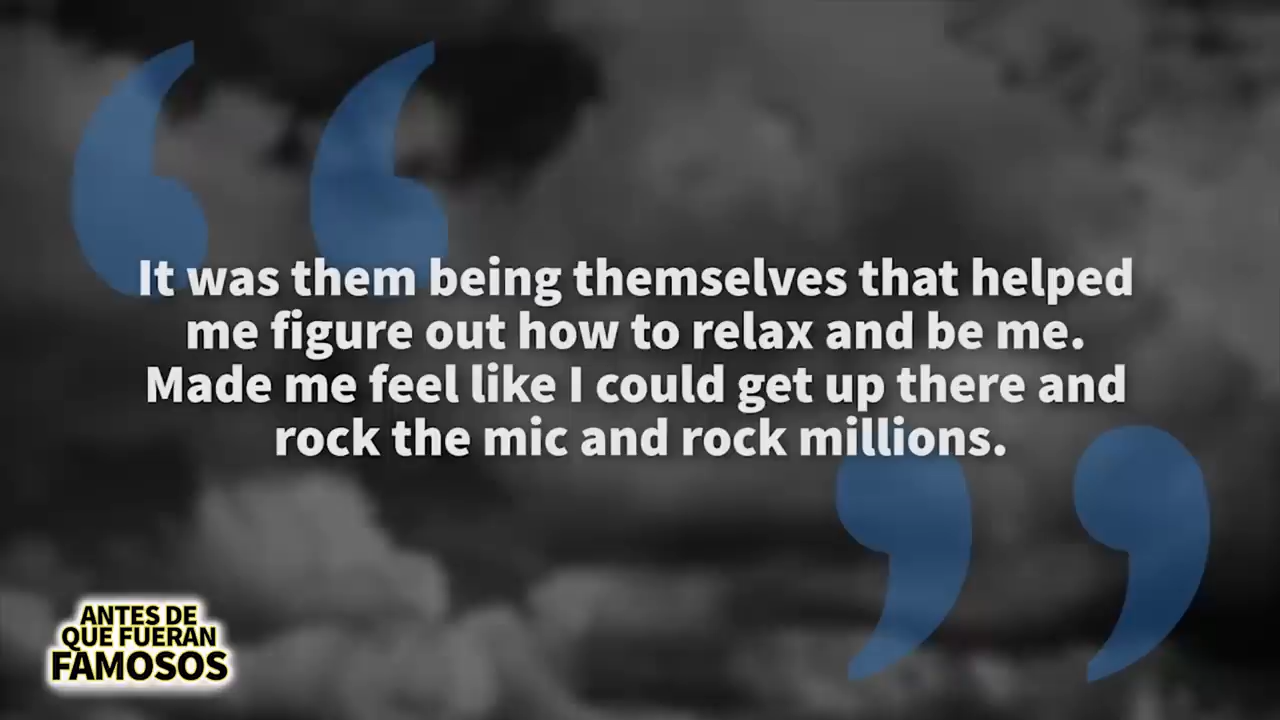 It was them being themselves that helped
me figure out how to relax and be me.
Made me feel like I could get up there and
rock the mic and rock millions.
ANTES DE
QUE FUERAN
FAMOSOS